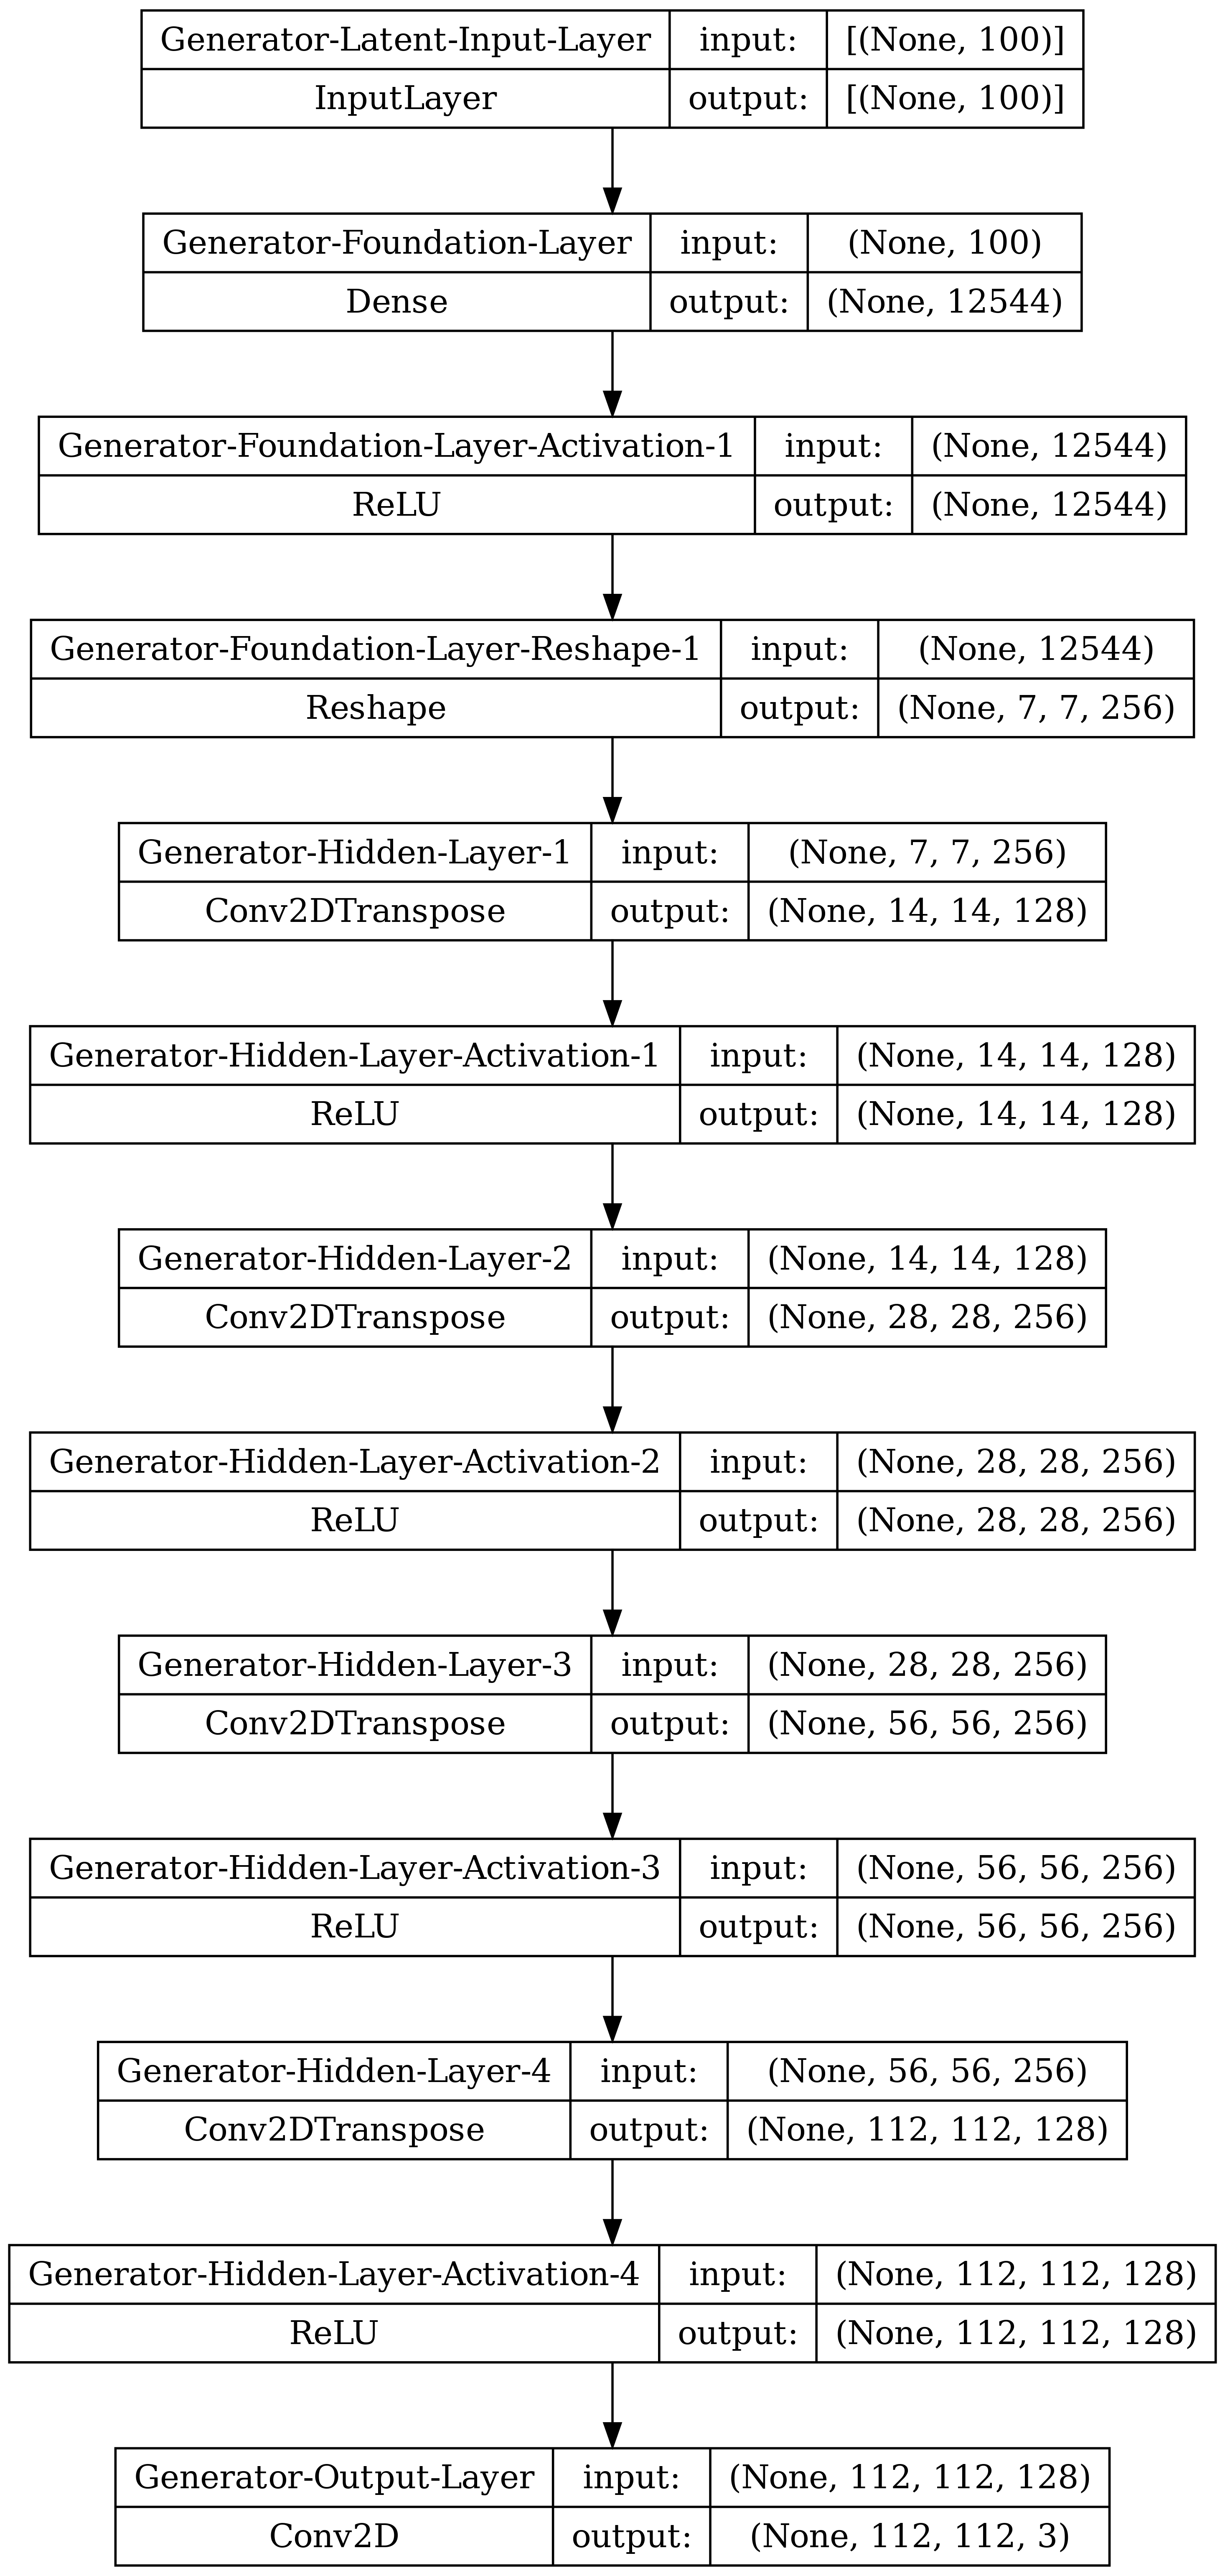 Generator-Latent-Input-Layer input: [(None, 100)]
InputLayer output: [(None, 100)]
Generator-Foundation-Layer input: (None, 100)
Dense output: (None, 12544)
Generator-Foundation-Layer-Activation-1 input: (None, 12544)
ReLU output: (None, 12544)
Generator-Foundation-Layer-Reshape-1 input: (None, 12544)
Reshape output: (None, 7, 7, 256)
Generator-Hidden-Layer-1 input: (None, 7, 7, 256)
Conv2DTranspose output: (None, 14, 14, 128)
Generator-Hidden-Layer-Activation-1 input: (None, 14, 14, 128)
ReLU output: (None, 14, 14, 128)
Generator-Hidden-Layer-2 input: (None, 14, 14, 128)
Conv2DTranspose output: (None, 28, 28, 256)
Generator-Hidden-Layer-Activation-2 input: (None, 28, 28, 256)
ReLU output: (None, 28, 28, 256)
Generator-Hidden-Layer-3 input: (None, 28, 28, 256)
Conv2DTranspose output: (None, 56, 56, 256)
Generator-Hidden-Layer-Activation-3 input: (None, 56, 56, 256)
ReLU output: (None, 56, 56, 256)
Generator-Hidden-Layer-4 input: (None, 56, 56, 256)
Conv2DTranspose output: (None, 112, 112, 128)
Generator-Hidden-Layer-Activation-4 input: (None, 112, 112, 128)
ReLU output: (None, 112, 112, 128)
Generator-Output-Layer input: (None, 112, 112, 128)
Conv2D output: (None, 112, 112, 3)